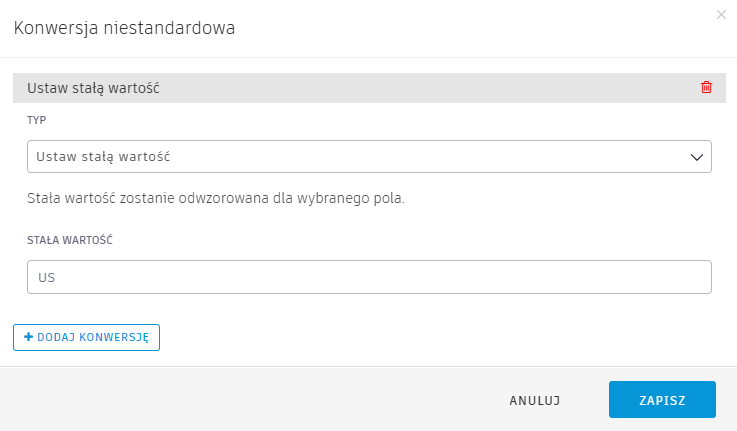 Konwersja niestandardowa
Ustaw stałą wartość
TYP
Ustaw stałą wartość
Stała wartość zostanie odwzorowana dla wybranego pola.
STAŁA WARTOŚĆ
US
+ DODAJ KONWERSJĘ
ANULUJ
ZAPISZ